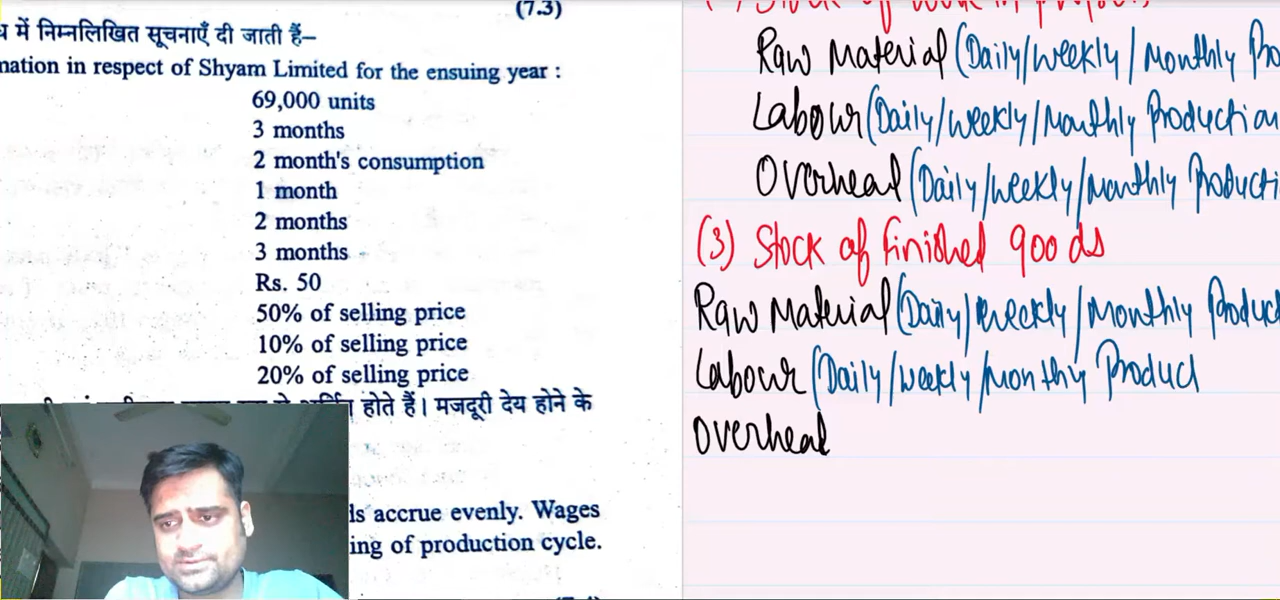 (7.3)
में निम्नलिखित सूचनाएँ दी जाती हैं–
mation in respect of Shyam Limited for the ensuing year :
69,000 units
3 months
2 month's consumption
1 month
2 months
3 months
Rs. 50
50% of selling price
10% of selling price
20% of selling price
होते हैं। मजदूरी देय होने के
ds accrue evenly. Wages
ing of production cycle.
Raw Material (Daily/weekly/Monthly Pro
Labour (Daily/weekly/Monthly Production
Overhead (Daily/weekly/Monthly Producti
(3) Stock of Finished goods
Raw Material (Daily/weekly/Monthly Product
Labour (Daily/weekly/monthly Product
Overhead